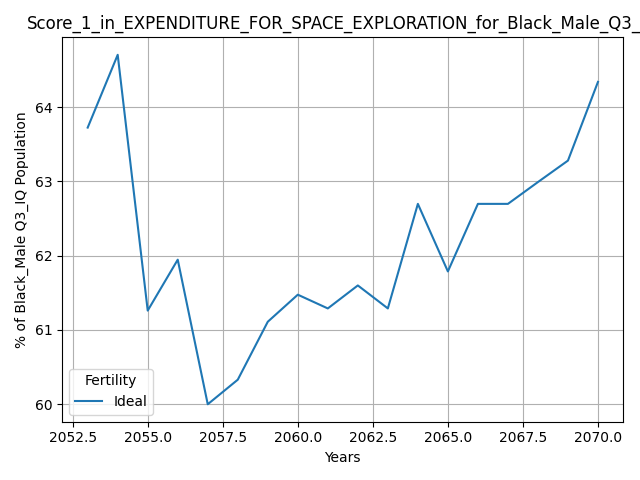 Score_1_in_EXPENDITURE_FOR_SPACE_EXPLORATION_for_Black_Male_Q3_
% of Black_Male Q3_IQ Population
64
63
62
61
60
Fertility
Ideal
2052.5 2055.0 2057.5 2060.0 2062.5 2065.0 2067.5 2070.0
Years